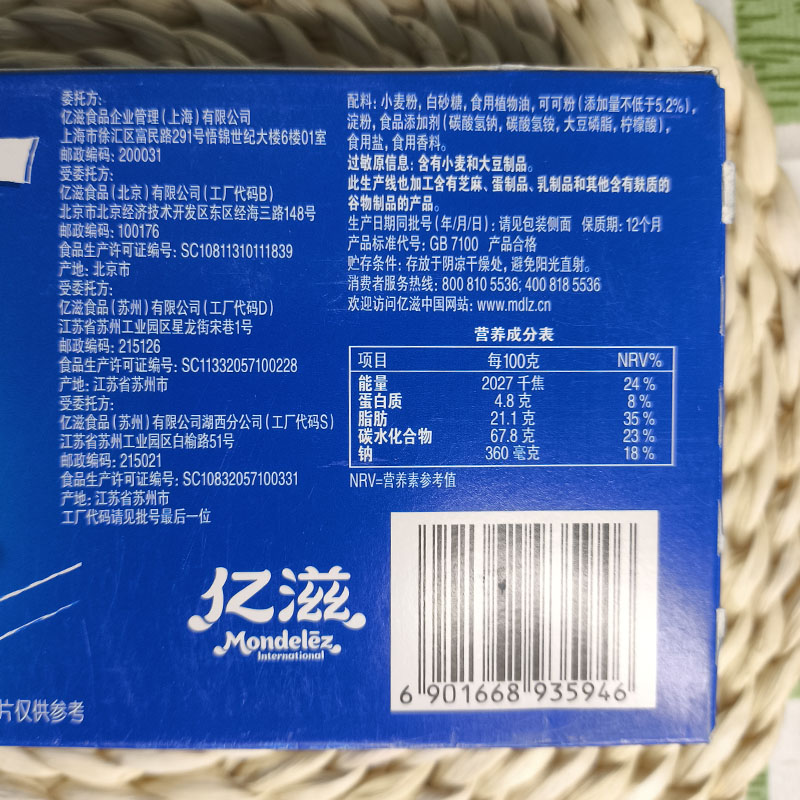 委托方:
亿滋食品企业管理(上海)有限公司
上海市徐汇区富民路291号悟锦世纪大楼6楼01室
邮政编码: 200031
受委托方:
亿滋食品(北京)有限公司(工厂代码B)
北京市北京经济技术开发区东区经海三路148号
邮政编码: 100176
食品生产许可证编号: SC10811310111839
产地: 北京市
受委托方:
亿滋食品(苏州)有限公司(工厂代码D)
江苏省苏州工业园区星龙街宋巷1号
邮政编码: 215126
食品生产许可证编号: SC11332057100228
产地: 江苏省苏州市
受委托方:
亿滋食品(苏州)有限公司湖西分公司(工厂代码S)
江苏省苏州工业园区白榆路51号
邮政编码: 215021
食品生产许可证编号: SC10832057100331
产地: 江苏省苏州市
工厂代码请见批号最后一位
配料: 小麦粉, 白砂糖, 食用植物油, 可可粉(添加量不低于5.2%),
淀粉, 食品添加剂(碳酸氢钠, 碳酸氢铵, 大豆磷脂, 柠檬酸),
食用盐, 食用香料。
过敏原信息: 含有小麦和大豆制品。
此生产线也加工含有芝麻、蛋制品、乳制品和其他含有麸质的
谷物制品的产品。
生产日期同批号(年/月/日): 请见包装侧面 保质期: 12个月
产品标准代号: GB 7100 产品合格
贮存条件: 存放于阴凉干燥处, 避免阳光直射。
消费者服务热线: 800 810 5536; 400 818 5536
欢迎访问亿滋中国网站: www.mdlz.cn
营养成分表
项目 每100克 NRV%
能量 2027 千焦 24 %
蛋白质 4.8 克 8 %
脂肪 21.1 克 35 %
碳水化合物 67.8 克 23 %
钠 360 毫克 18 %
NRV=营养素参考值
亿滋
Mondelēz
International
6 901668 935946
片仅供参考